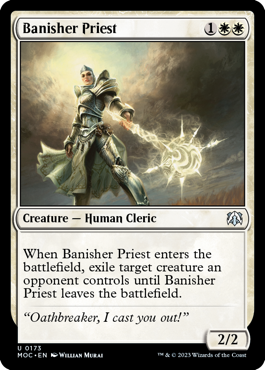 Banisher Priest 1
Creature — Human Cleric
When Banisher Priest enters the
battlefield, exile target creature an
opponent controls until Banisher
Priest leaves the battlefield.
“Oathbreaker, I cast you out!”
2/2
U 0173
MOC • EN Willian Murai
™ & © 2023 Wizards of the Coast